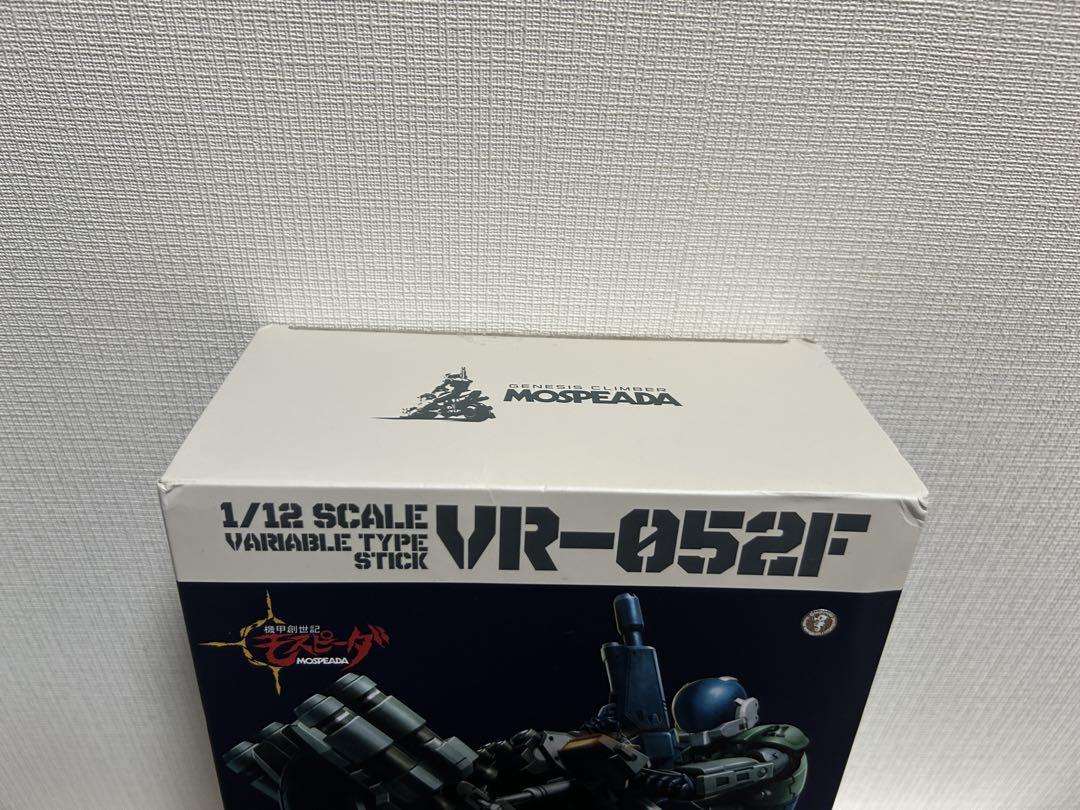 GENESIS CLIMBER
MOSPEADA
1/12 SCALE
VARIABLE TYPE
STICK
VR-052F
機甲創世記
モスピーダ
MOSPEADA